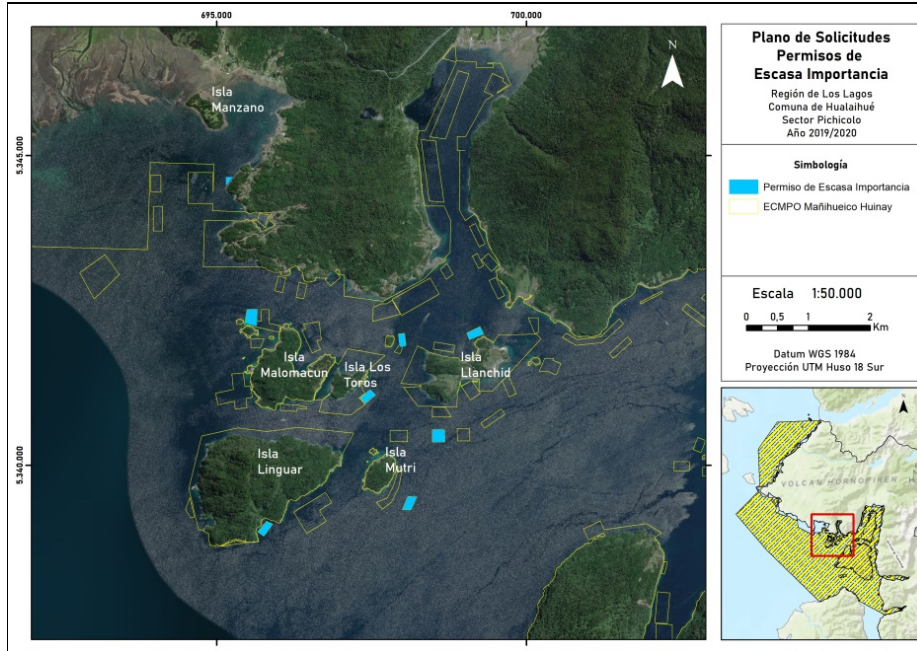 695.000
700.000
5.345.000
5.340.000
N
Isla
Manzano
Isla
Malomacun
Isla Los
Toros
Isla
Llanchid
Isla
Linguar
Isla
Mutri
Plano de Solicitudes
Permisos de
Escasa Importancia
Región de Los Lagos
Comuna de Hualaihué
Sector Pichicolo
Año 2019/2020
Simbología
Permiso de Escasa Importancia
ECMPO Mañihueico Huinay
Escala 1:50.000
0 0,5 1 2
Km
Datum WGS 1984
Proyección UTM Huso 18 Sur
VOLCAN HORNOPIREN